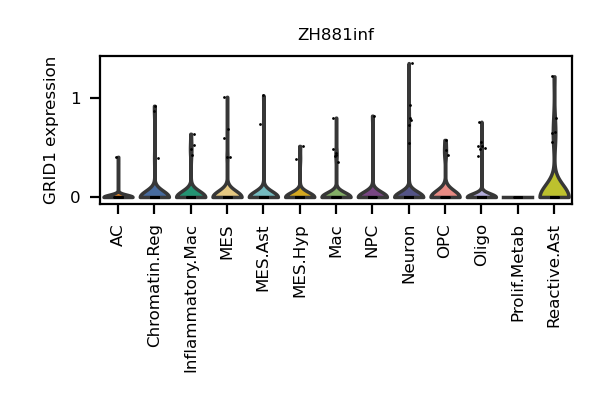 ZH881inf
GRID1 expression
1
0
AC
Chromatin.Reg
Inflammatory.Mac
MES
MES.Ast
MES.Hyp
Mac
NPC
Neuron
OPC
Oligo
Prolif.Metab
Reactive.Ast